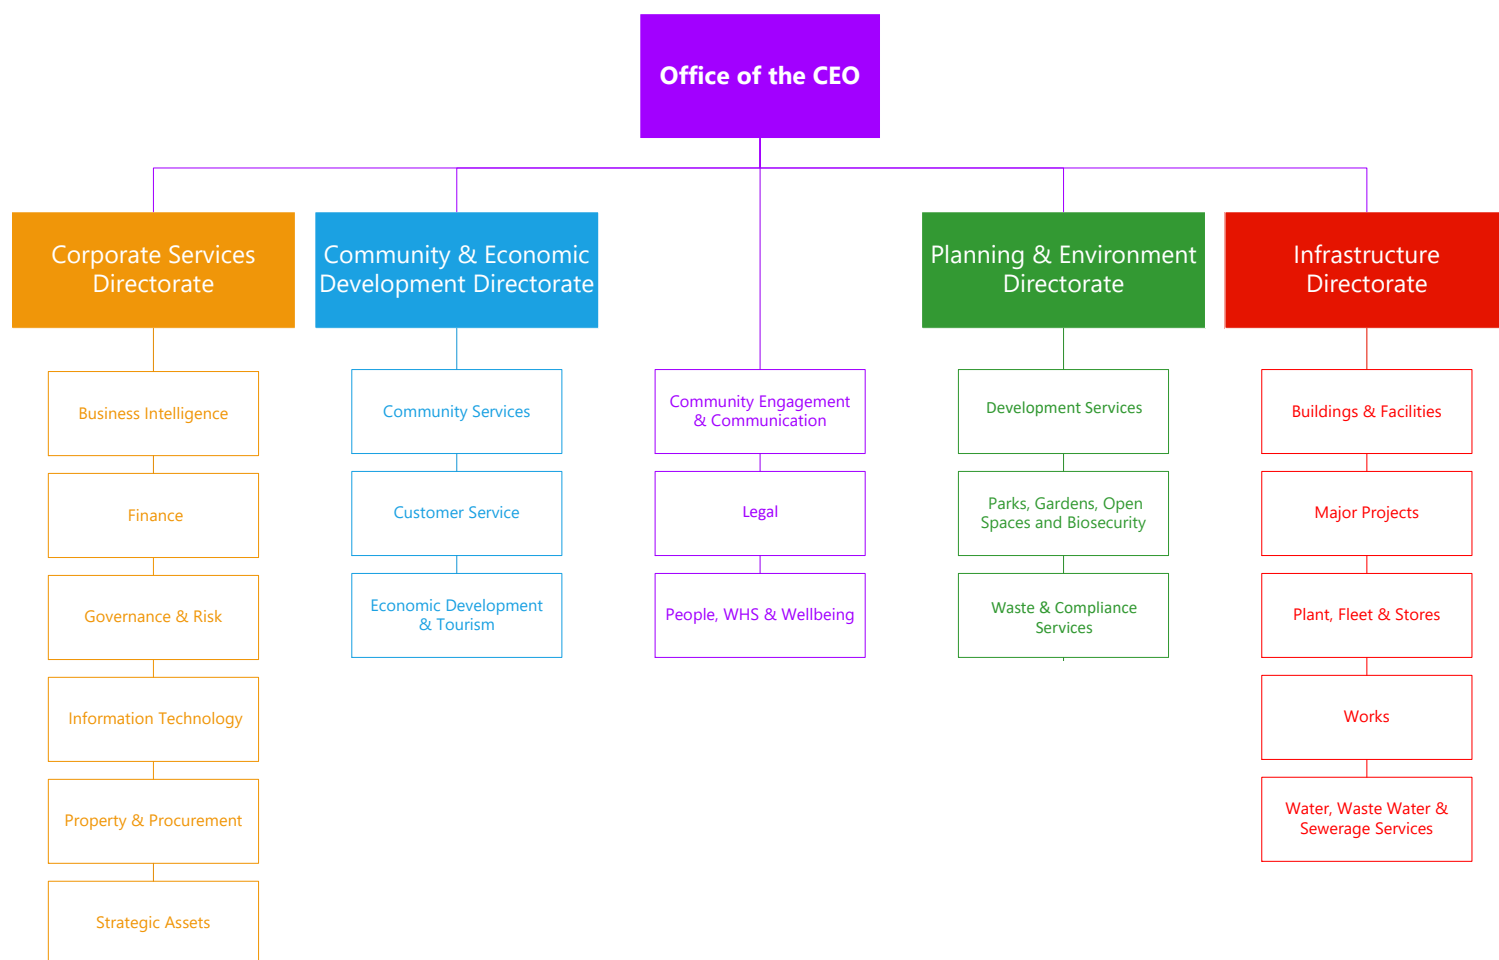 Office of the CEO
Corporate Services
Directorate
Community & Economic
Development Directorate
Planning & Environment
Directorate
Infrastructure
Directorate
Business Intelligence
Finance
Governance & Risk
Information Technology
Property & Procurement
Strategic Assets
Community Services
Customer Service
Economic Development
& Tourism
Community Engagement
& Communication
Legal
People, WHS & Wellbeing
Development Services
Parks, Gardens, Open
Spaces and Biosecurity
Waste & Compliance
Services
Buildings & Facilities
Major Projects
Plant, Fleet & Stores
Works
Water, Waste Water &
Sewerage Services